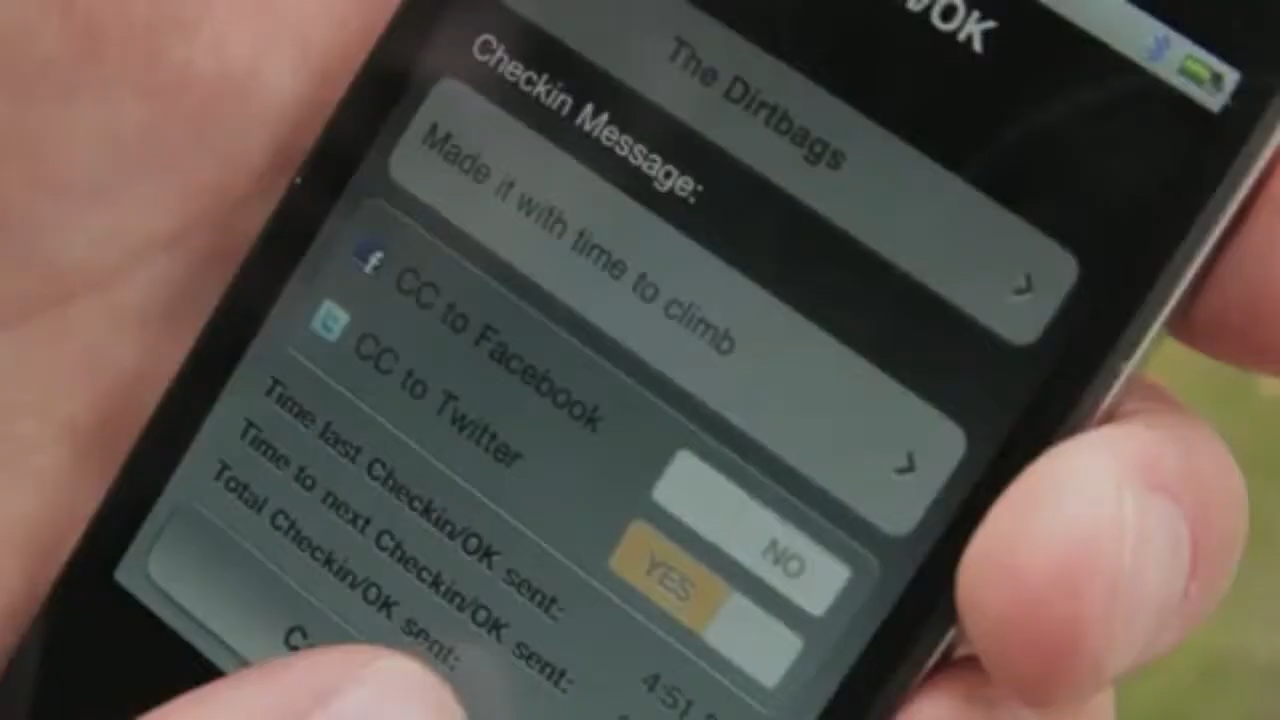 /OK
The Dirtbags
Checkin Message:
Made it with time to climb
CC to Facebook
NO
CC to Twitter
YES
Time last Checkin/OK sent:
4:51
Time to next Checkin/OK sent:
Total Checkin/OK sent: